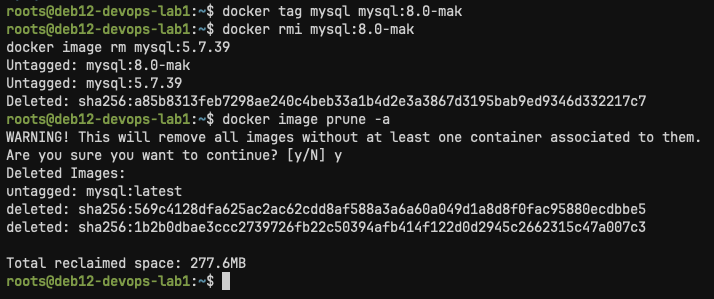 roots@deb12-devops-lab1:~$ docker tag mysql mysql:8.0-mak
roots@deb12-devops-lab1:~$ docker rmi mysql:8.0-mak
docker image rm mysql:5.7.39
Untagged: mysql:8.0-mak
Untagged: mysql:5.7.39
Deleted: sha256:a85b8313feb7298ae240c4beb33a1b4d2e3a3867d3195bab9ed9346d332217c7
roots@deb12-devops-lab1:~$ docker image prune -a
WARNING! This will remove all images without at least one container associated to them.
Are you sure you want to continue? [y/N] y
Deleted Images:
untagged: mysql:latest
deleted: sha256:569c4128dfa625ac2ac62cdd8af588a3a6a60a049d1a8d8f0fac95880ecdbbe5
deleted: sha256:1b2b0dbae3ccc2739726fb22c50394afb414f122d0d2945c2662315c47a007c3
Total reclaimed space: 277.6MB
roots@deb12-devops-lab1:~$